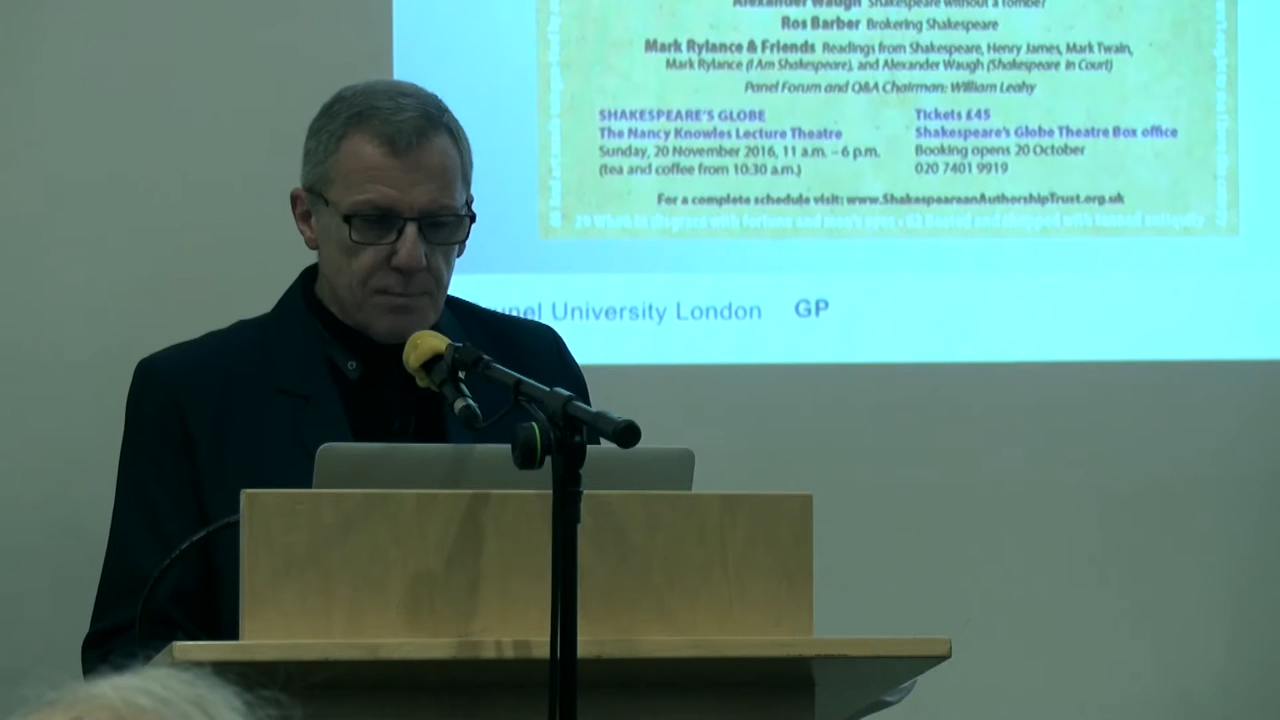 Alexander Waugh Shakespeare without a Tombe?
Ros Barber Brokering Shakespeare
Mark Rylance & Friends Readings from Shakespeare, Henry James, Mark Twain,
Mark Rylance (I Am Shakespeare), and Alexander Waugh (Shakespeare in Court)
Panel Forum and Q&A Chairman: William Leahy
SHAKESPEARE'S GLOBE
The Nancy Knowles Lecture Theatre
Sunday, 20 November 2016, 11 a.m. – 6 p.m.
(tea and coffee from 10:30 a.m.)
Tickets £45
Shakespeare's Globe Theatre Box office
Booking opens 20 October
020 7401 9919
For a complete schedule visit: www.ShakespeareanAuthorshipTrust.org.uk
University London GP